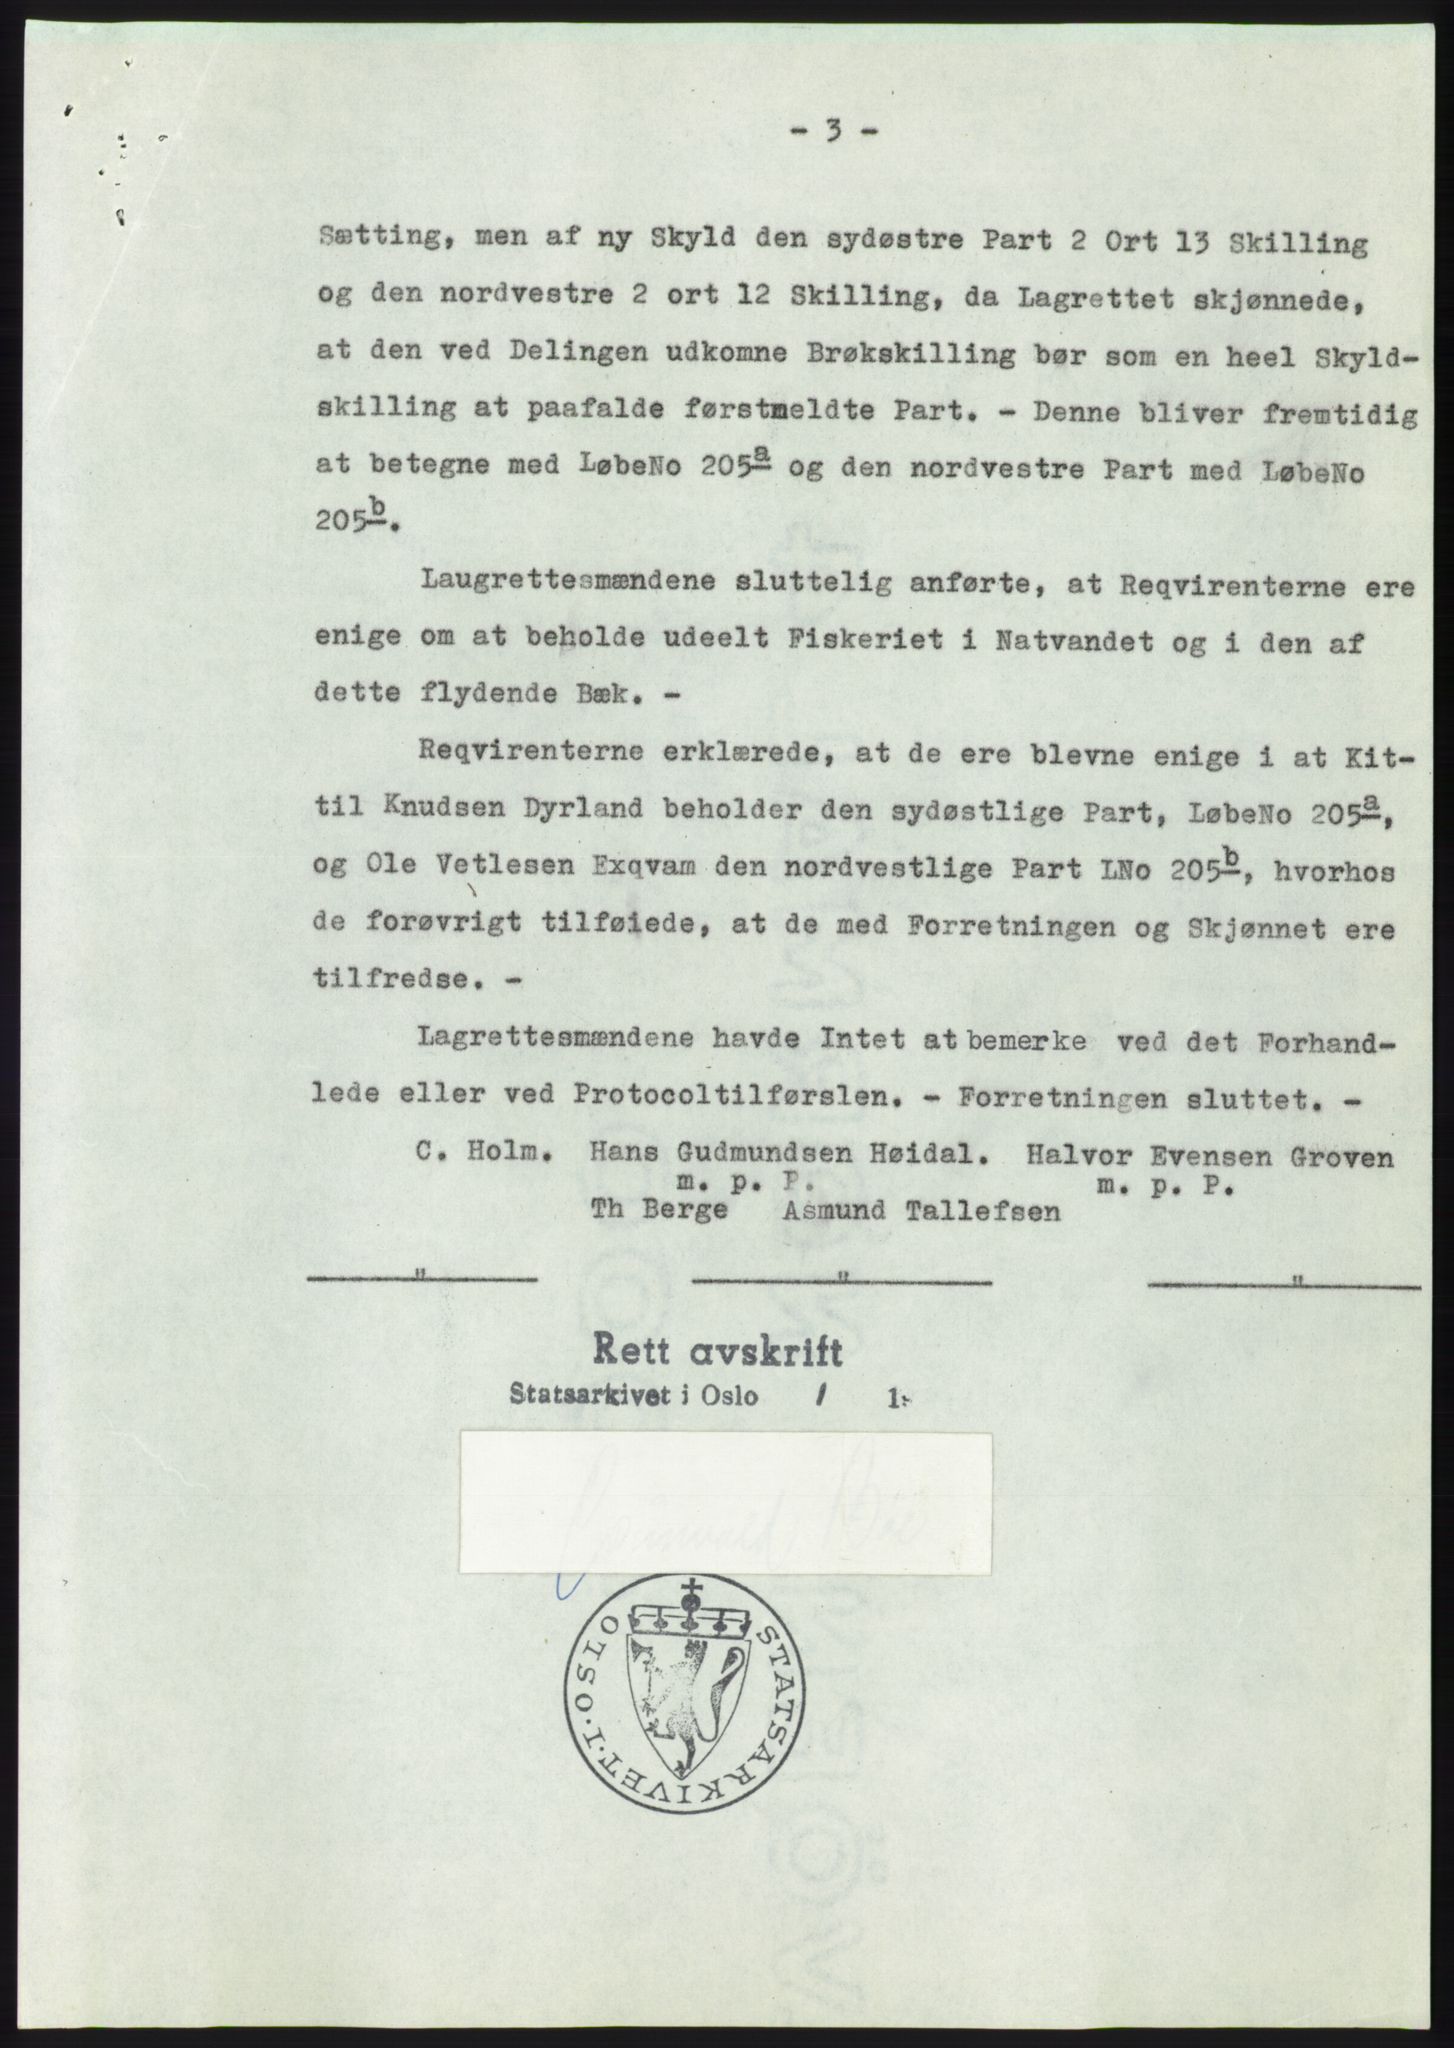 - 3 -
Sætting, men af ny Skyld den sydøstre Part 2 Ort 13 Skilling
og den nordvestre 2 ort 12 Skilling, da Lagrettet skjønnede,
at den ved Delingen udkomne Brøkskilling bør som en heel Skyld-
skilling at paafalde førstmeldte Part. - Denne bliver fremtidig
at betegne med LøbeNo 205a og den nordvestre Part med LøbeNo
205b.
Laugrettesmændene sluttelig anførte, at Reqvirenterne ere
enige om at beholde udeelt Fiskeriet i Natvandet og i den af
dette flydende Bæk. -
Reqvirenterne erklærede, at de ere blevne enige i at Kit-
til Knudsen Dyrland beholder den sydøstlige Part, LøbeNo 205a,
og Ole Vetlesen Exqvam den nordvestlige Part LNo 205b, hvorhos
de forøvrigt tilføiede, at de med Forretningen og Skjønnet ere
tilfredse. -
Lagrettesmændene havde Intet at bemerke ved det Forhand-
lede eller ved Protocoltilførslen. - Forretningen sluttet. -
C. Holm. Hans Gudmundsen Høidal. Halvor Evensen Groven
m. p. P. m. p. P.
Th Berge Asmund Tallefsen
" " "
Rett avskrift
Statsarkivet i Oslo / 1
STATSARKIVET·I·OSLO